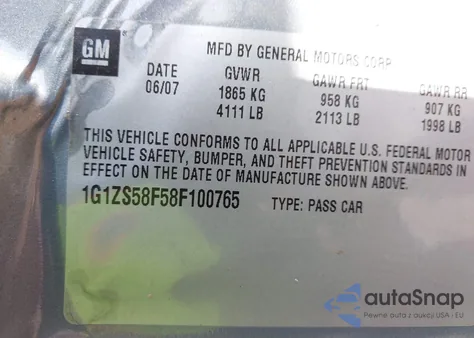 GM
MFD BY GENERAL MOTORS CORP
DATE GVWR GAWR FRT GAWR RR
06/07 1865 KG 958 KG 907 KG
4111 LB 2113 LB 1998 LB
THIS VEHICLE CONFORMS TO ALL APPLICABLE U.S. FEDERAL MOTOR
VEHICLE SAFETY, BUMPER, AND THEFT PREVENTION STANDARDS IN
EFFECT ON THE DATE OF MANUFACTURE SHOWN ABOVE.
1G1ZS58F58F100765 TYPE: PASS CAR
autoSnap
Pewne auta z aukcji USA i EU